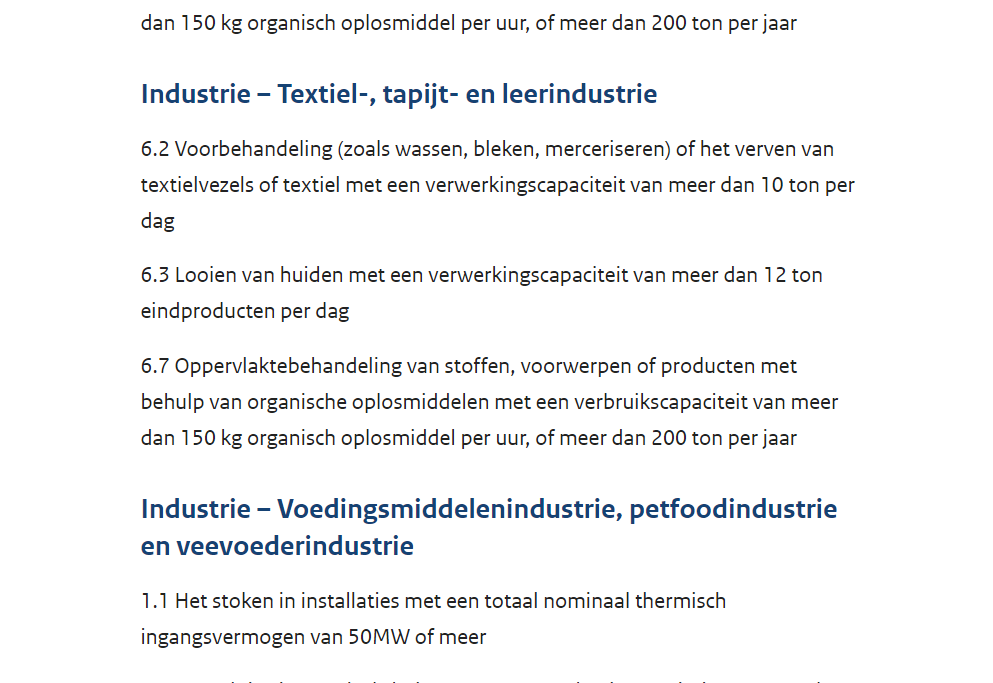 dan 150 kg organisch oplosmiddel per uur, of meer dan 200 ton per jaar
Industrie – Textiel-, tapijt- en leerindustrie
6.2 Voorbehandeling (zoals wassen, bleken, merceriseren) of het verven van
textielvezels of textiel met een verwerkingscapaciteit van meer dan 10 ton per
dag
6.3 Looien van huiden met een verwerkingscapaciteit van meer dan 12 ton
eindproducten per dag
6.7 Oppervlaktebehandeling van stoffen, voorwerpen of producten met
behulp van organische oplosmiddelen met een verbruikscapaciteit van meer
dan 150 kg organisch oplosmiddel per uur, of meer dan 200 ton per jaar
Industrie – Voedingsmiddelenindustrie, petfoodindustrie
en veevoederindustrie
1.1 Het stoken in installaties met een totaal nominaal thermisch
ingangsvermogen van 50MW of meer